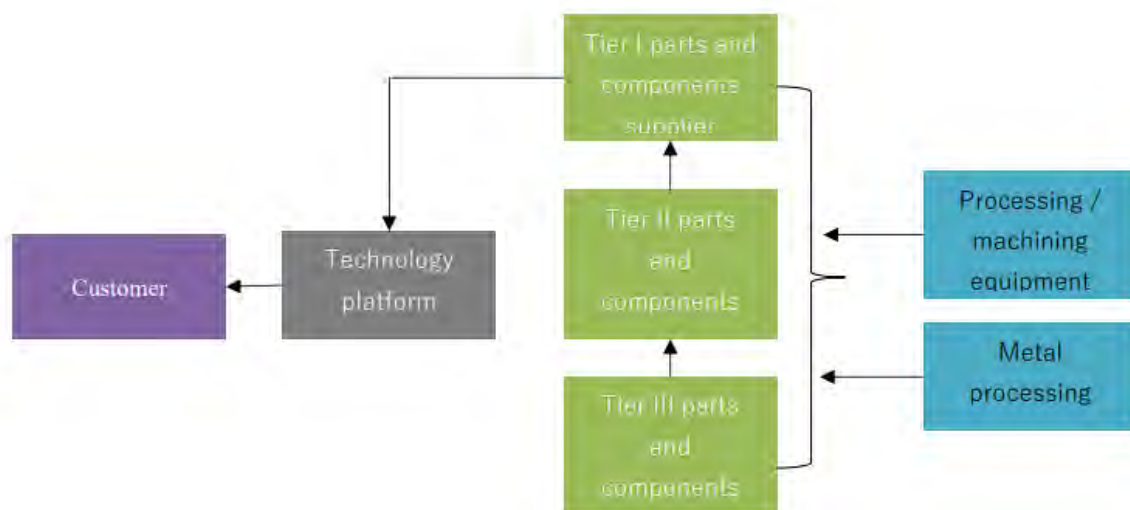 Tier I parts and
components
supplier
Processing /
machining
equipment
Tier II parts
and
components
Technology
platform
Customer
Metal
processing
Tier III parts
and
components